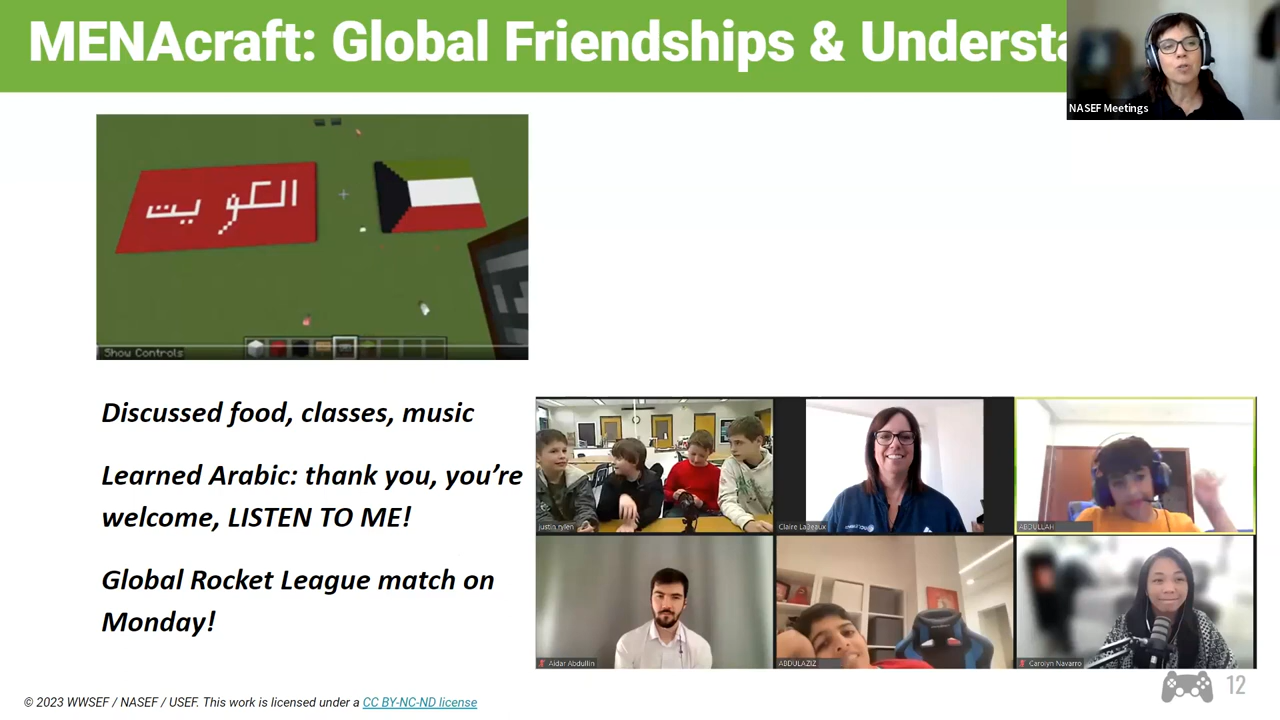 MENAcraft: Global Friendships & Understa
NASEF Meetings
الكويت
Show Controls
Discussed food, classes, music
Learned Arabic: thank you, you’re
welcome, LISTEN TO ME!
Global Rocket League match on
Monday!
justin rylen
Claire LaBeaux
ABDULLAH
Aidar Abdullin
ABDULAZIZ
Carolyn Navarro
12
© 2023 WWSEF / NASEF / USEF. This work is licensed under a CC BY-NC-ND license